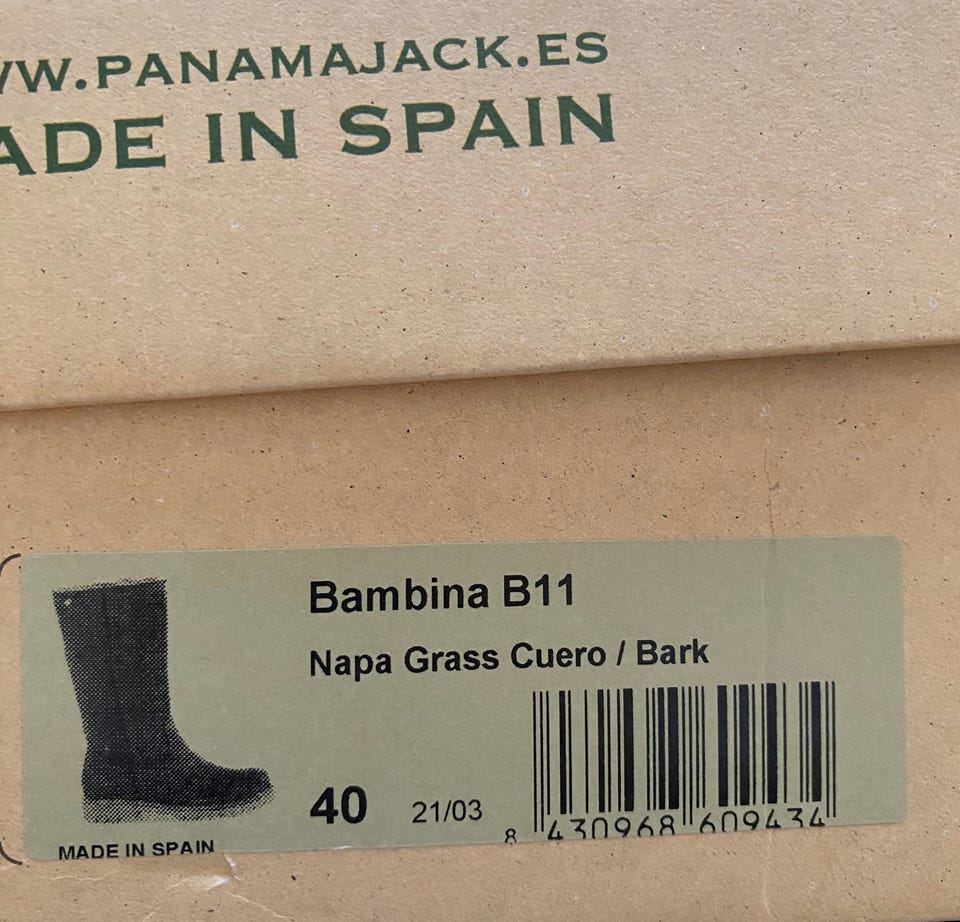 WW.PANAMAJACK.ES
MADE IN SPAIN
Bambina B11
Napa Grass Cuero / Bark
40 21/03
8 430968 609434
MADE IN SPAIN